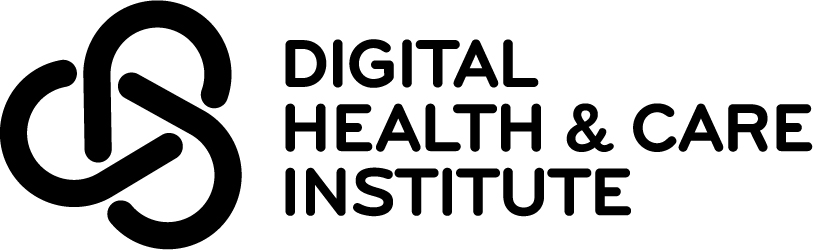 DIGITAL
HEALTH & CARE
INSTITUTE